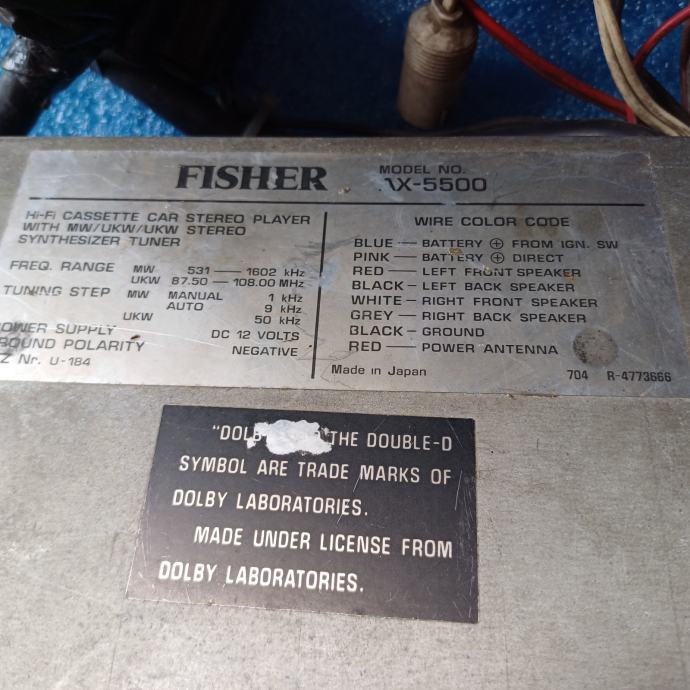 FISHER
MODEL NO.
X-5500
Hi-Fi CASSETTE CAR STEREO PLAYER
WITH MW/UKW/UKW STEREO
SYNTHESIZER TUNER
FREQ. RANGE MW 531 — 1602 kHz
UKW 87.50 — 108.00 MHz
TUNING STEP MW MANUAL 1 kHz
AUTO 9 kHz
UKW 50 kHz
POWER SUPPLY DC 12 VOLTS
GROUND POLARITY NEGATIVE
Z Nr. U-184
WIRE COLOR CODE
BLUE — BATTERY ⊕ FROM IGN. SW
PINK — BATTERY ⊕ DIRECT
RED — LEFT FRONT SPEAKER
BLACK — LEFT BACK SPEAKER
WHITE — RIGHT FRONT SPEAKER
GREY — RIGHT BACK SPEAKER
BLACK — GROUND
RED — POWER ANTENNA
Made in Japan 704 R-4773666
"DOLBY THE DOUBLE-D
SYMBOL ARE TRADE MARKS OF
DOLBY LABORATORIES.
MADE UNDER LICENSE FROM
DOLBY LABORATORIES.